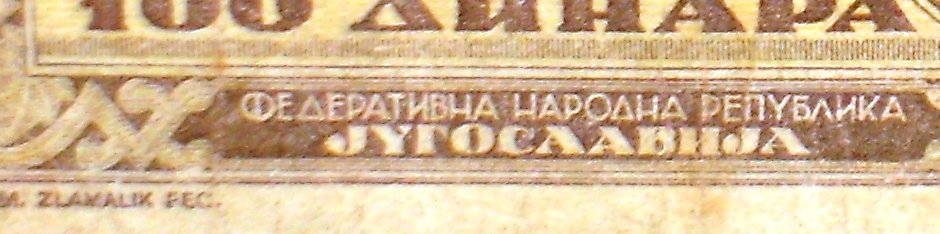 100 ДИНАРА
ФЕДЕРАТИВНА НАРОДНА РЕПУБЛИКА
ЈУГОСЛАВИЈА
M. ZLAMALIK FEC.